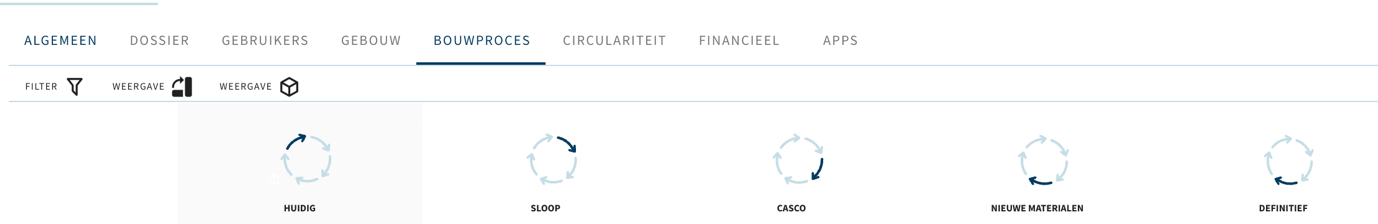 ALGEMEEN DOSSIER GEBRUIKERS GEBOUW BOUWPROCES CIRCULARITEIT FINANCIEEL APPS
FILTER WEERGAVE WEERGAVE
HUIDIG SLOOP CASCO NIEUWE MATERIALEN DEFINITIEF